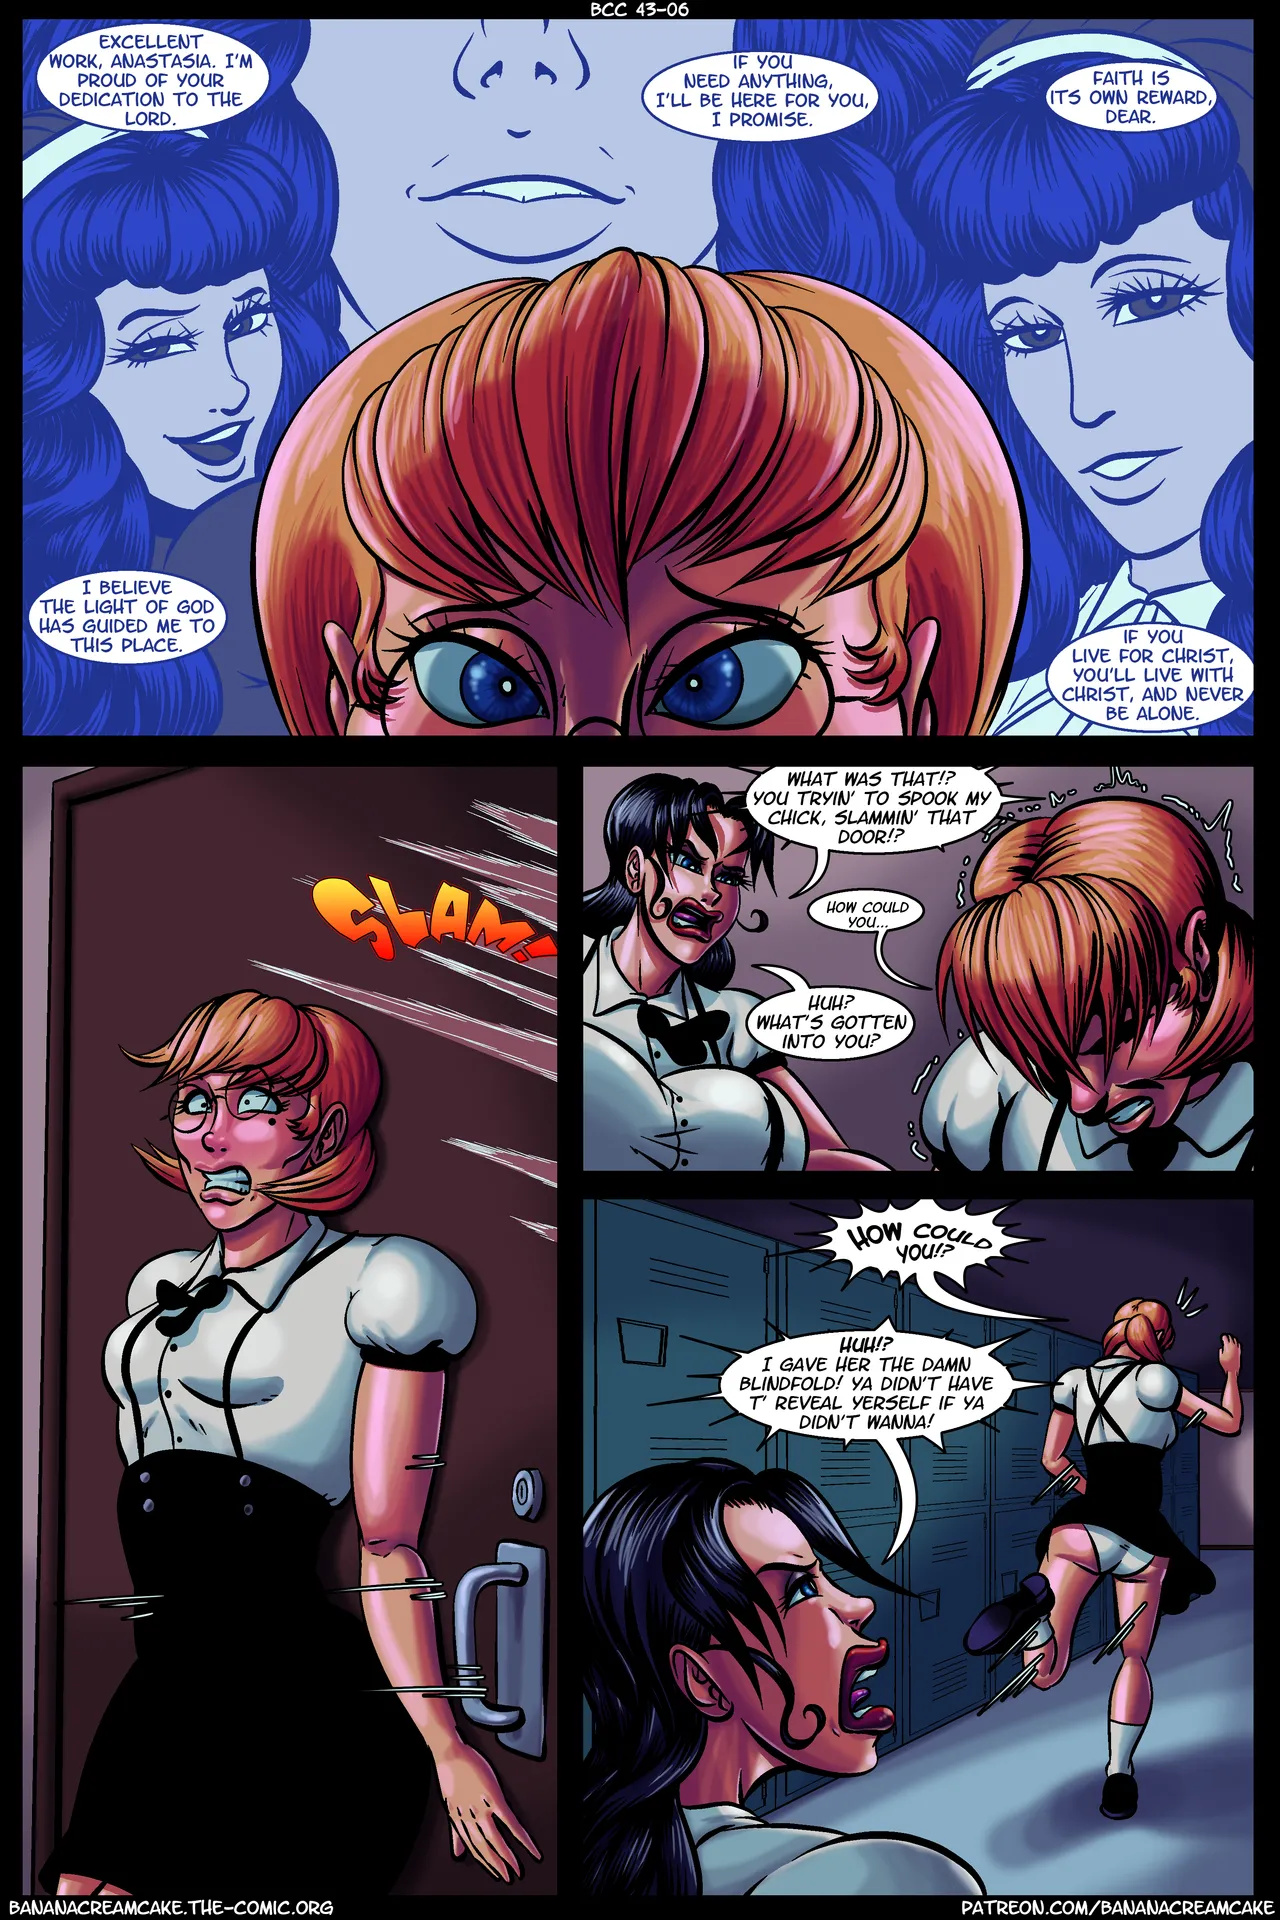 BCC 43-06
EXCELLENT
WORK, ANASTASIA. I'M
PROUD OF YOUR
DEDICATION TO THE
LORD.
IF YOU
NEED ANYTHING,
I'LL BE HERE FOR YOU,
I PROMISE.
FAITH IS
ITS OWN REWARD,
DEAR.
I BELIEVE
THE LIGHT OF GOD
HAS GUIDED ME TO
THIS PLACE.
IF YOU
LIVE FOR CHRIST,
YOU'LL LIVE WITH
CHRIST, AND NEVER
BE ALONE.
SLAM!
WHAT WAS THAT!?
YOU TRYIN' TO SPOOK MY
CHICK, SLAMMIN' THAT
DOOR!?
HOW COULD
YOU...
HUH?
WHAT'S GOTTEN
INTO YOU?
HOW COULD
YOU!?
HUH!?
I GAVE HER THE DAMN
BLINDFOLD! YA DIDN'T HAVE
T' REVEAL YERSELF IF YA
DIDN'T WANNA!
BANANACREAMCAKE.THE-COMIC.ORG
PATREON.COM/BANANACREAMCAKE